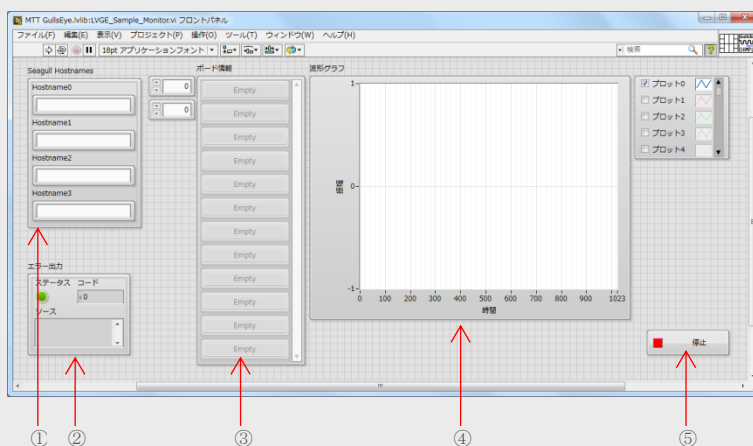 MTT GullsEye.lvlib:LVGE_Sample_Monitor.vi フロントパネル
ファイル(F) 編集(E) 表示(V) プロジェクト(P) 操作(O) ツール(T) ウィンドウ(W) ヘルプ(H)
18pt アプリケーションフォント
検索
?
Seagull Hostnames
Hostname0
Hostname1
Hostname2
Hostname3
0
0
ボード情報
Empty
Empty
Empty
Empty
Empty
Empty
Empty
Empty
Empty
Empty
Empty
Empty
波形グラフ
1
0
-1
振幅
0 100 200 300 400 500 600 700 800 900 1023
時間
プロット0
プロット1
プロット2
プロット3
プロット4
エラー出力
ステータス コード
0
ソース
停止
① ② ③ ④ ⑤